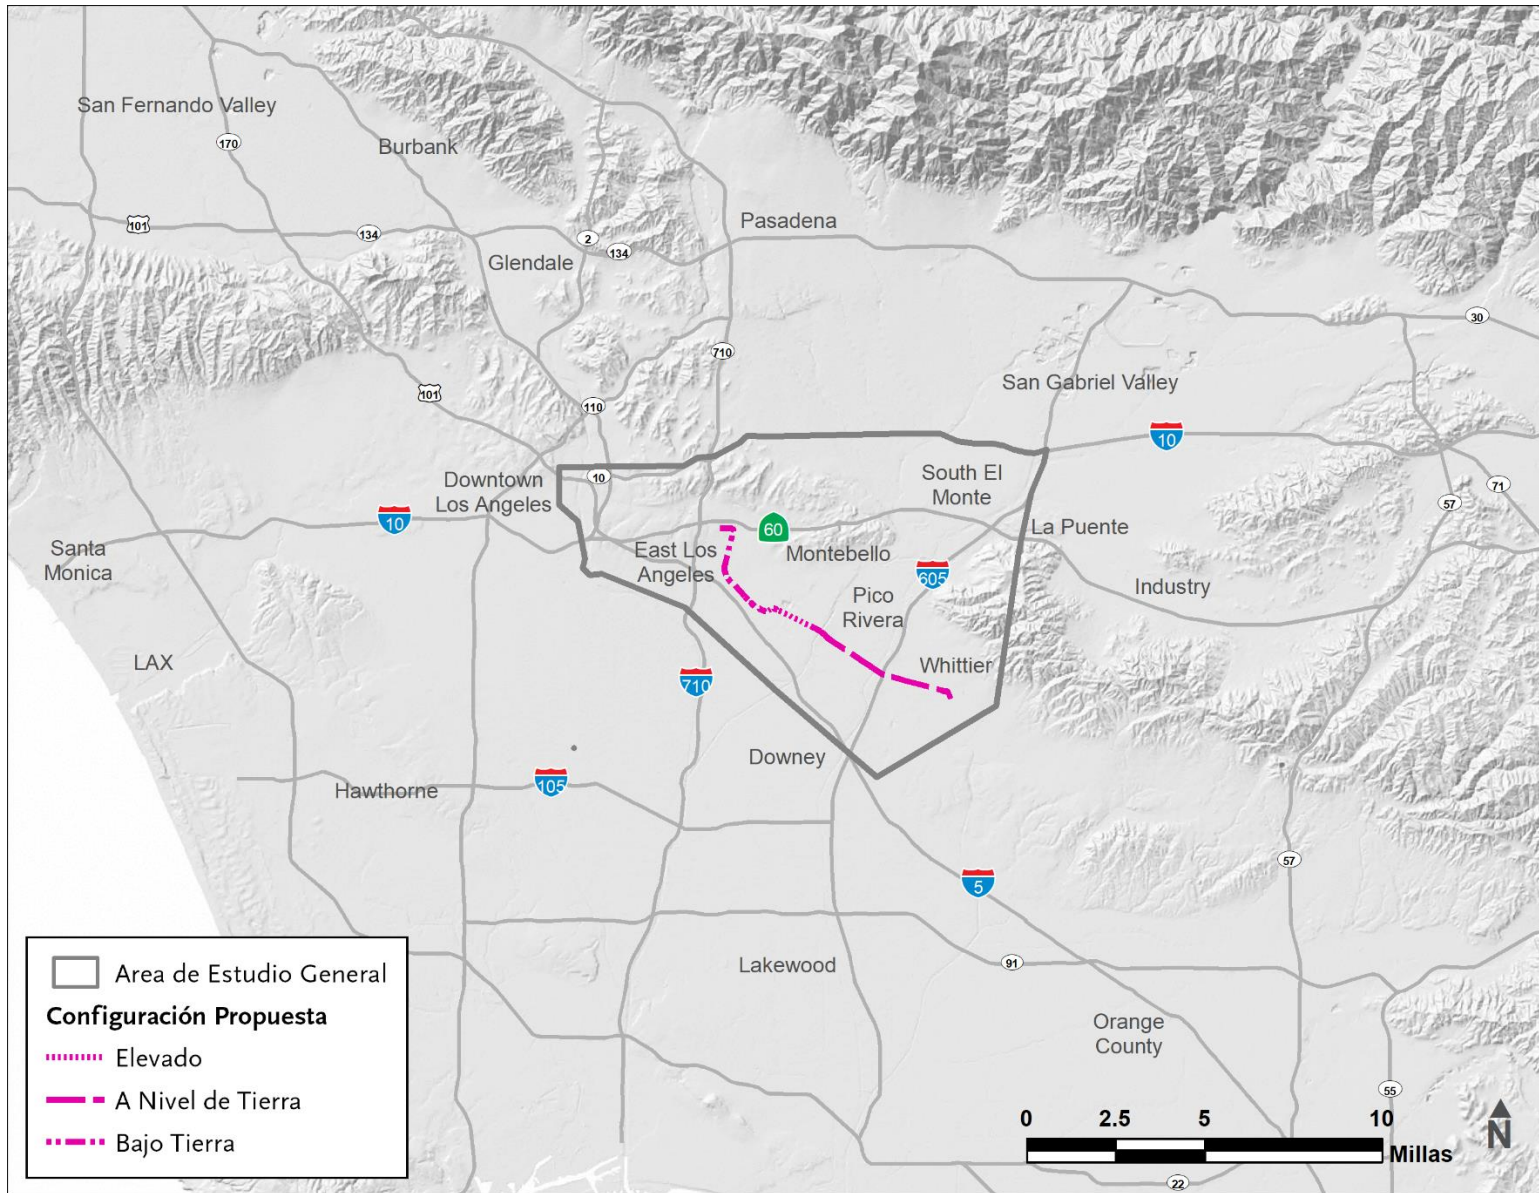 San Fernando Valley
170
Burbank
101
134
2
134
Pasadena
Glendale
30
710
101
110
San Gabriel Valley
10
Downtown
Los Angeles
10
South El
Monte
57
71
10
60
La Puente
Santa
Monica
East Los
Angeles
Montebello
605
Industry
Pico
Rivera
LAX
Whittier
710
Downey
Hawthorne
105
57
5
Lakewood
91
Orange
County
55
22
Area de Estudio General
Configuración Propuesta
Elevado
A Nivel de Tierra
Bajo Tierra
0 2.5 5 10
Millas
N